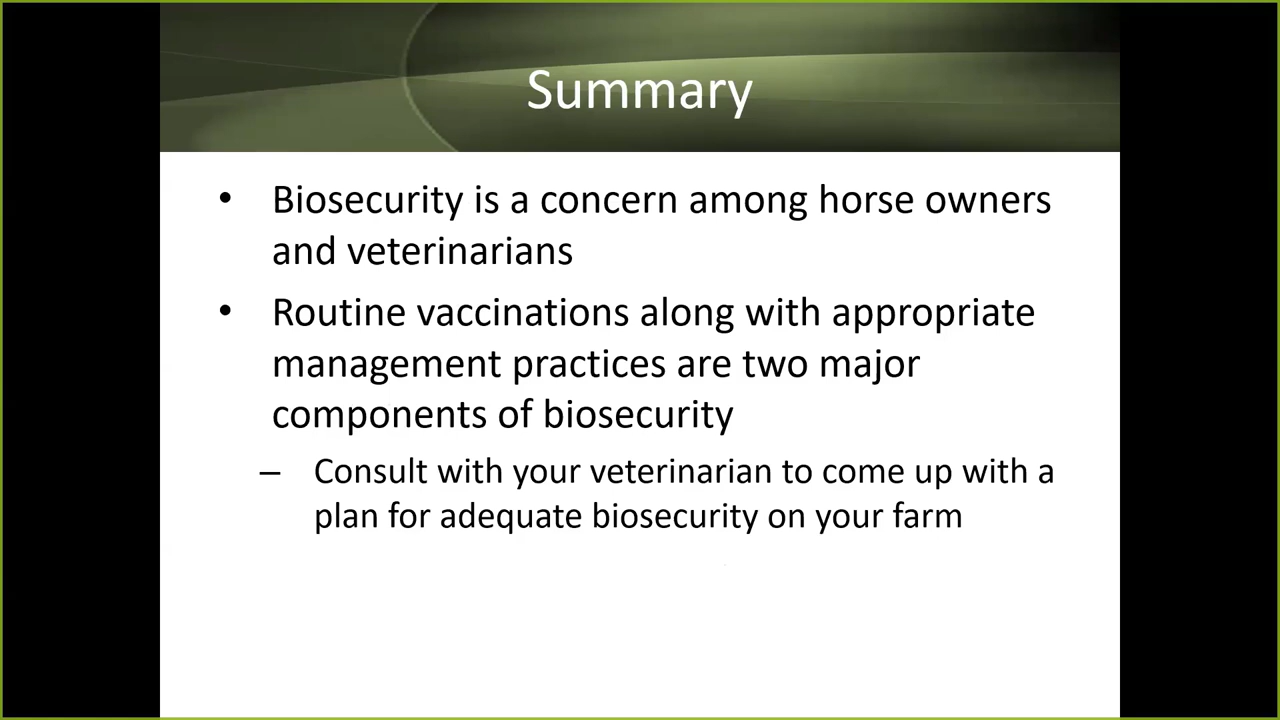 Summary
• Biosecurity is a concern among horse owners
and veterinarians
• Routine vaccinations along with appropriate
management practices are two major
components of biosecurity
– Consult with your veterinarian to come up with a
plan for adequate biosecurity on your farm